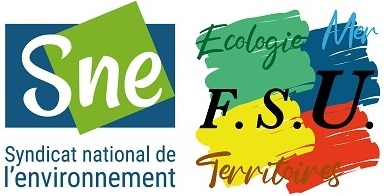 Sne
Syndicat national de
l'environnement
Ecologie Mer
F. S. U.
Territoires